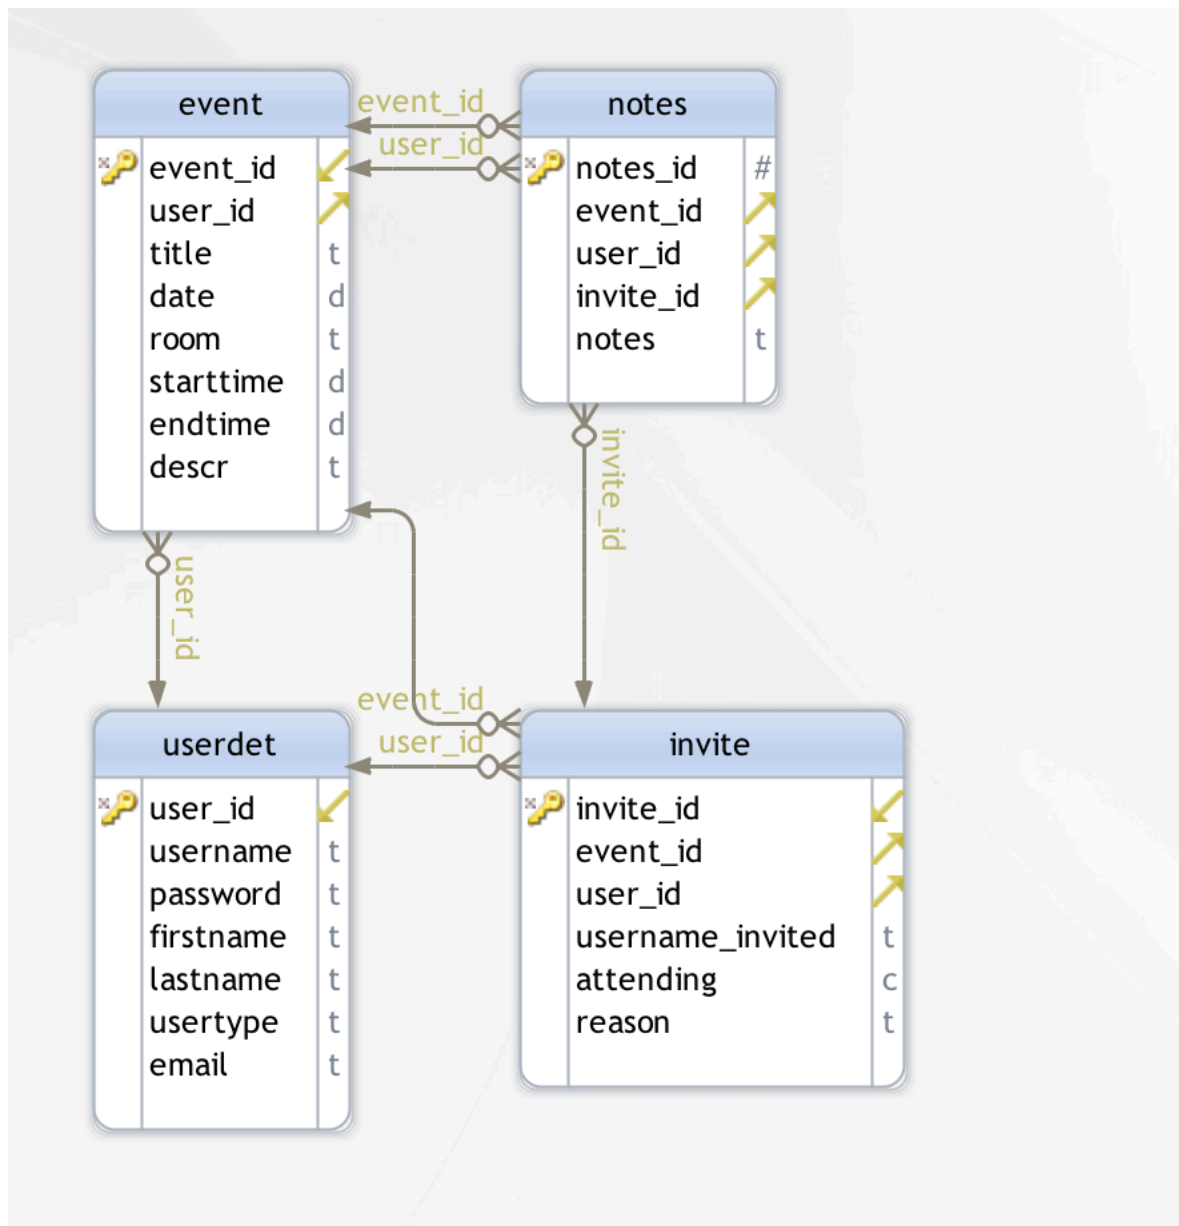 event
event_id
user_id
title
t
date
d
room
t
starttime
d
endtime
d
descr
t
event_id
user_id
notes
notes_id
#
event_id
user_id
invite_id
notes
t
user_id
invite_id
event_id
user_id
userdet
user_id
username
t
password
t
firstname
t
lastname
t
usertype
t
email
t
invite
invite_id
event_id
user_id
username_invited
t
attending
c
reason
t